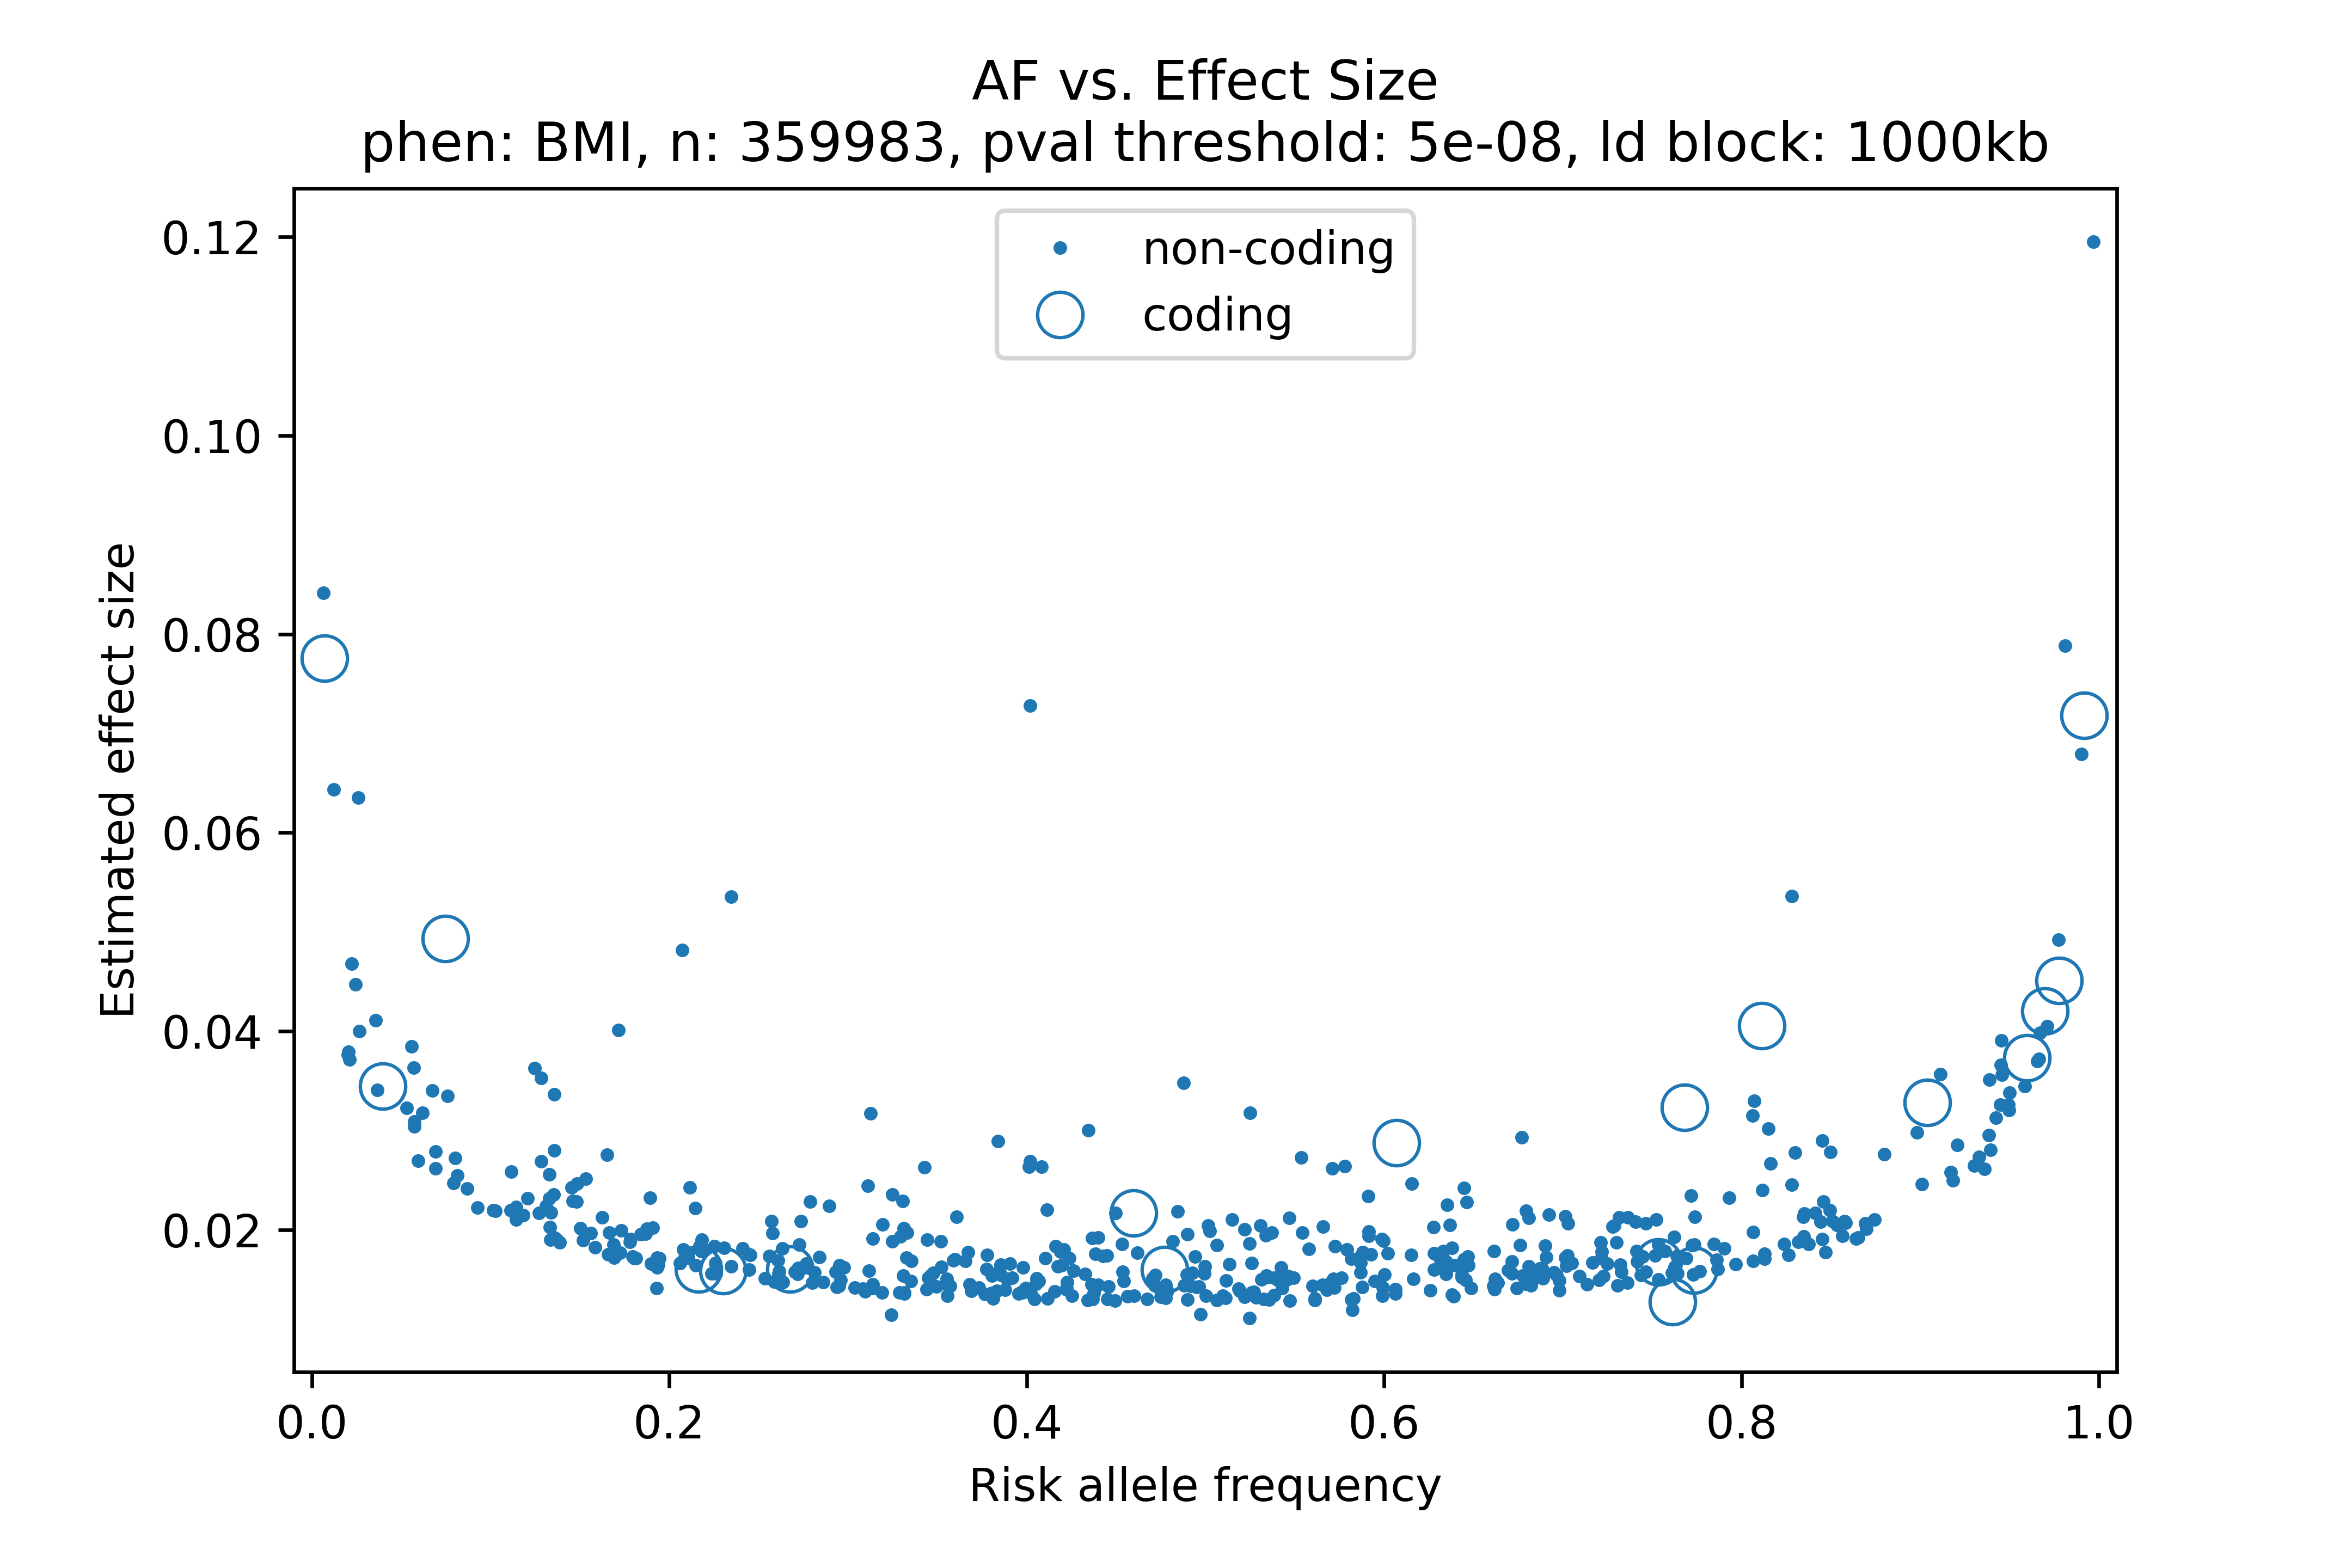 AF vs. Effect Size
phen: BMI, n: 359983, pval threshold: 5e-08, ld block: 1000kb
non-coding
coding
0.12
0.10
0.08
0.06
0.04
0.02
Estimated effect size
0.0 0.2 0.4 0.6 0.8 1.0
Risk allele frequency